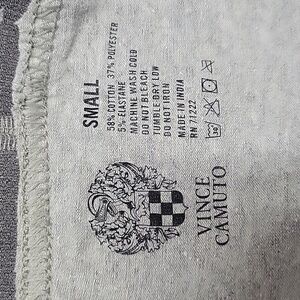 SMALL
58% COTTON 37% POLYESTER
5% ELASTANE
MACHINE WASH COLD
DO NOT BLEACH
TUMBLE DRY LOW
DO NOT IRON
MADE IN INDIA
RN 71222
VINCE
CAMUTO